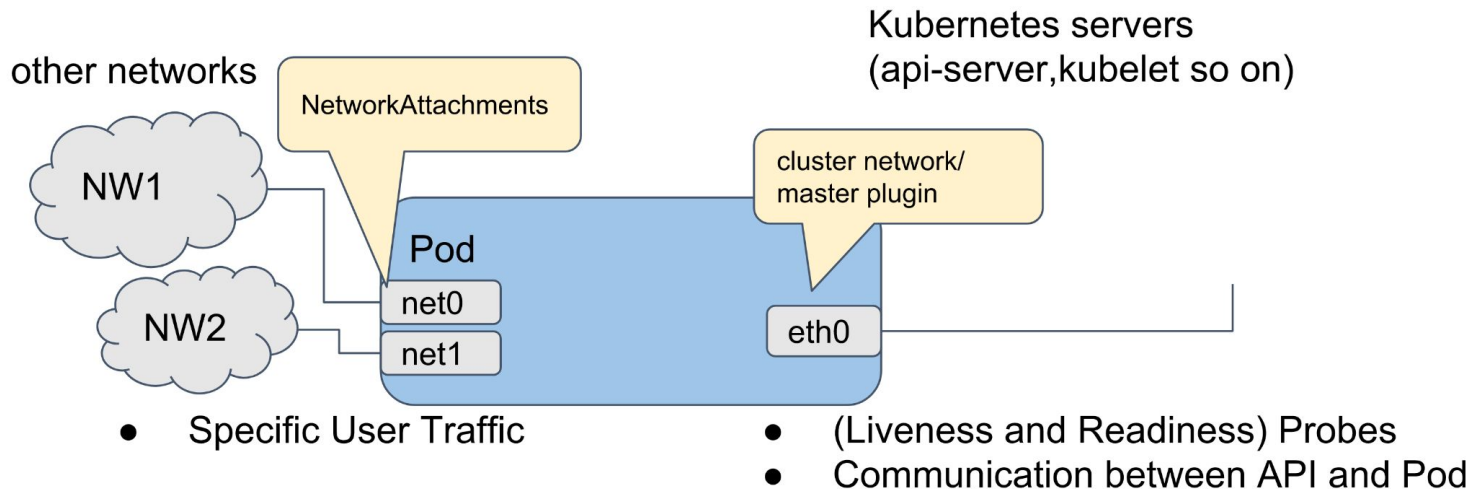 Kubernetes servers
(api-server,kubelet so on)
other networks
NetworkAttachments
cluster network/
master plugin
NW1
Pod
net0
NW2
net1
eth0
● Specific User Traffic
● (Liveness and Readiness) Probes
● Communication between API and Pod